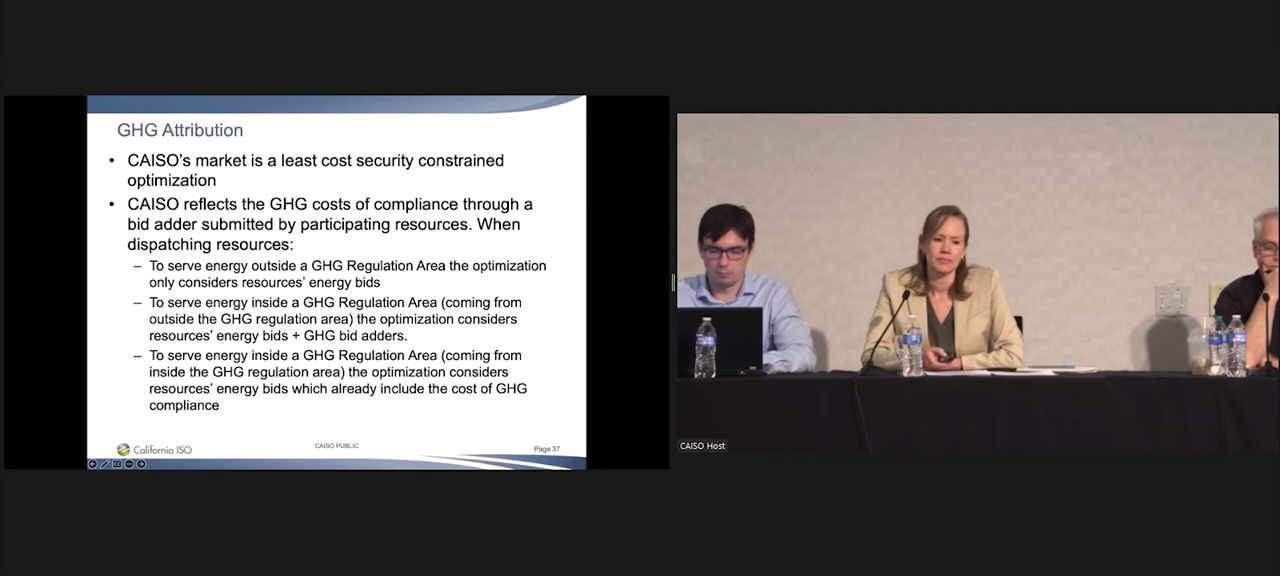 GHG Attribution
• CAISO's market is a least cost security constrained
optimization
• CAISO reflects the GHG costs of compliance through a
bid adder submitted by participating resources. When
dispatching resources:
– To serve energy outside a GHG Regulation Area the optimization
only considers resources' energy bids
– To serve energy inside a GHG Regulation Area (coming from
outside the GHG regulation area) the optimization considers
resources' energy bids + GHG bid adders.
– To serve energy inside a GHG Regulation Area (coming from
inside the GHG regulation area) the optimization considers
resources' energy bids which already include the cost of GHG
compliance
California ISO
CAISO PUBLIC
Page 37
CAISO Host